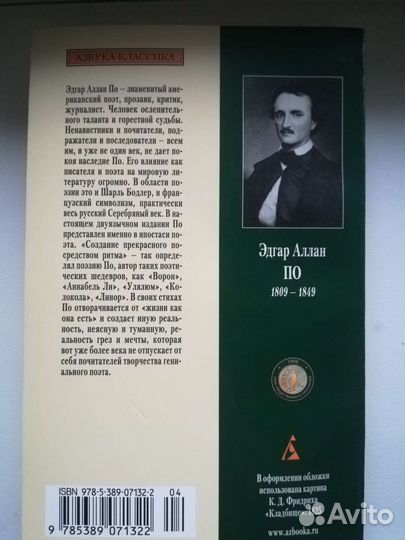 АЗБУКА-КЛАССИКА
Эдгар Аллан По – знаменитый аме-
риканский поэт, прозаик, критик,
журналист. Человек ослепитель-
ного таланта и горестной судьбы.
Ненавистники и почитатели, под-
ражатели и последователи – всем
им, и уже не один век, не дает по-
коя наследие По. Его влияние как
писателя и поэта на мировую ли-
тературу огромно. В области поэ-
зии это и Шарль Бодлер, и фран-
цузский символизм, практически
весь русский Серебряный век. В на-
стоящем двуязычном издании По
представлен именно в ипостаси по-
эта. «Создание прекрасного по-
средством ритма» – так опреде-
лял поэзию По, автор таких поэти-
ческих шедевров, как «Ворон»,
«Аннабель Ли», «Улялюм», «Ко-
локола», «Линор». В своих стихах
По отворачивается от «жизни как
она есть» и создает иную реаль-
ность, неясную и туманную, ре-
альность грез и мечты, которая
вот уже более века не отпускает от
себя почитателей творчества гени-
ального поэта.
ISBN 978-5-389-07132-2
04
9 785389 071322
Эдгар Аллан
ПО
1809 – 1849
1995
В оформлении обложки
использована картина
К. Д. Фридриха
«Кладбище». 1825
www.azbooka.ru
Avito